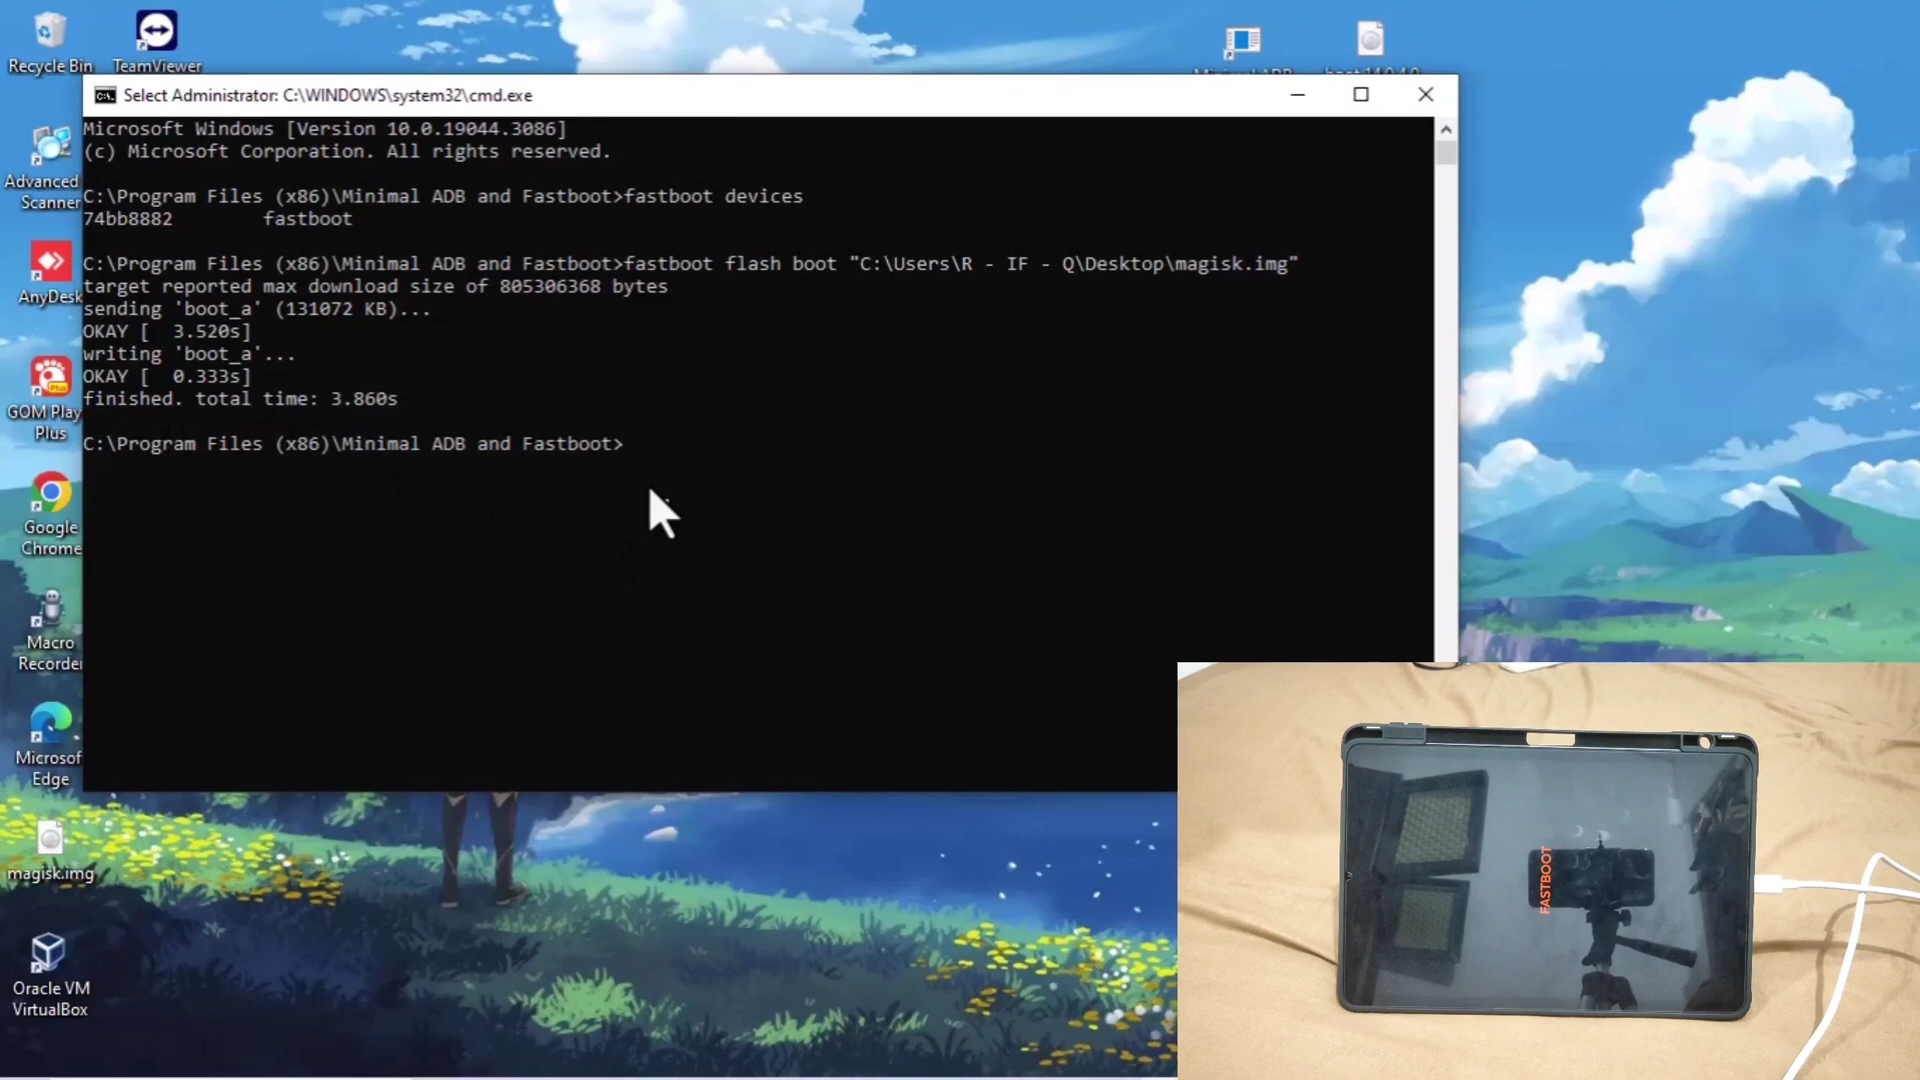 Recycle Bin
TeamViewer
Select Administrator: C:\WINDOWS\system32\cmd.exe
Microsoft Windows [Version 10.0.19044.3086]
(c) Microsoft Corporation. All rights reserved.
C:\Program Files (x86)\Minimal ADB and Fastboot>fastboot devices
74bb8882        fastboot
C:\Program Files (x86)\Minimal ADB and Fastboot>fastboot flash boot "C:\Users\R - IF - Q\Desktop\magisk.img"
target reported max download size of 805306368 bytes
sending 'boot_a' (131072 KB)...
OKAY [  3.520s]
writing 'boot_a'...
OKAY [  0.333s]
finished. total time: 3.860s
C:\Program Files (x86)\Minimal ADB and Fastboot>
Advanced
Scanner
AnyDesk
GOM Play
Plus
Google
Chrome
Macro
Recorder
Microsof
Edge
magisk.img
Oracle VM
VirtualBox
FASTBOOT